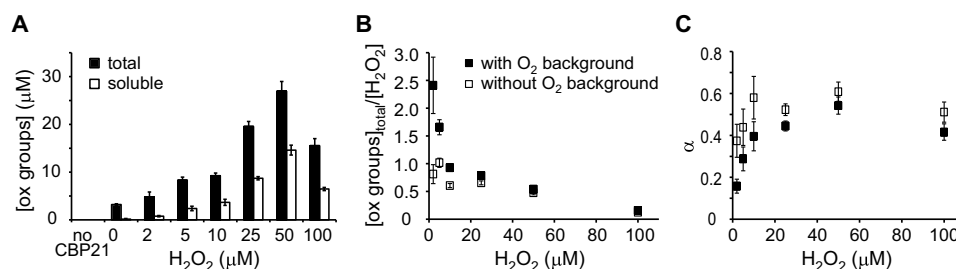 A
[ox groups] (μM)
30
20
10
0
total
soluble
no CBP21
0
2
5
10
25
50
100
H₂O₂ (μM)
B
[ox groups]total/[H₂O₂]
3.0
2.5
2.0
1.5
1.0
0.5
0
with O₂ background
without O₂ background
0
20
40
60
80
100
H₂O₂ (μM)
C
α
0.8
0.6
0.4
0.2
0
0
20
40
60
80
100
H₂O₂ (μM)